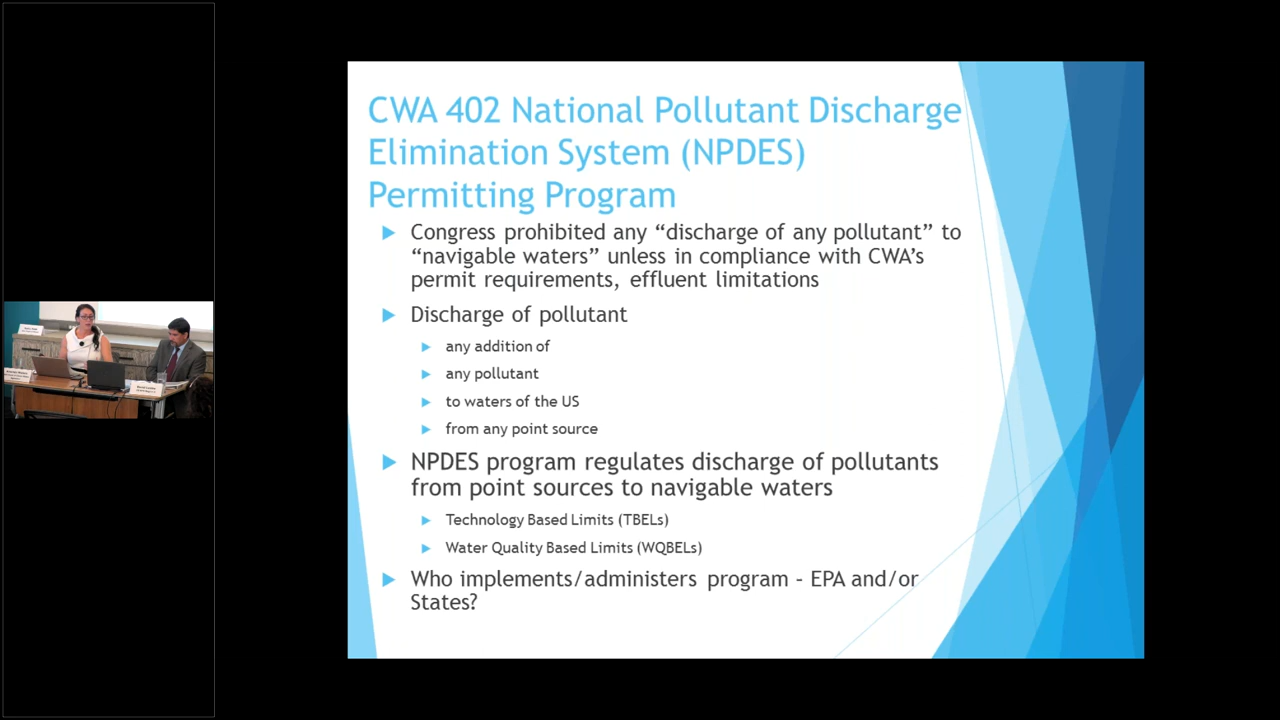 CWA 402 National Pollutant Discharge
Elimination System (NPDES)
Permitting Program
Congress prohibited any “discharge of any pollutant” to
“navigable waters” unless in compliance with CWA’s
permit requirements, effluent limitations
Discharge of pollutant
any addition of
any pollutant
to waters of the US
from any point source
NPDES program regulates discharge of pollutants
from point sources to navigable waters
Technology Based Limits (TBELs)
Water Quality Based Limits (WQBELs)
Who implements/administers program – EPA and/or
States?